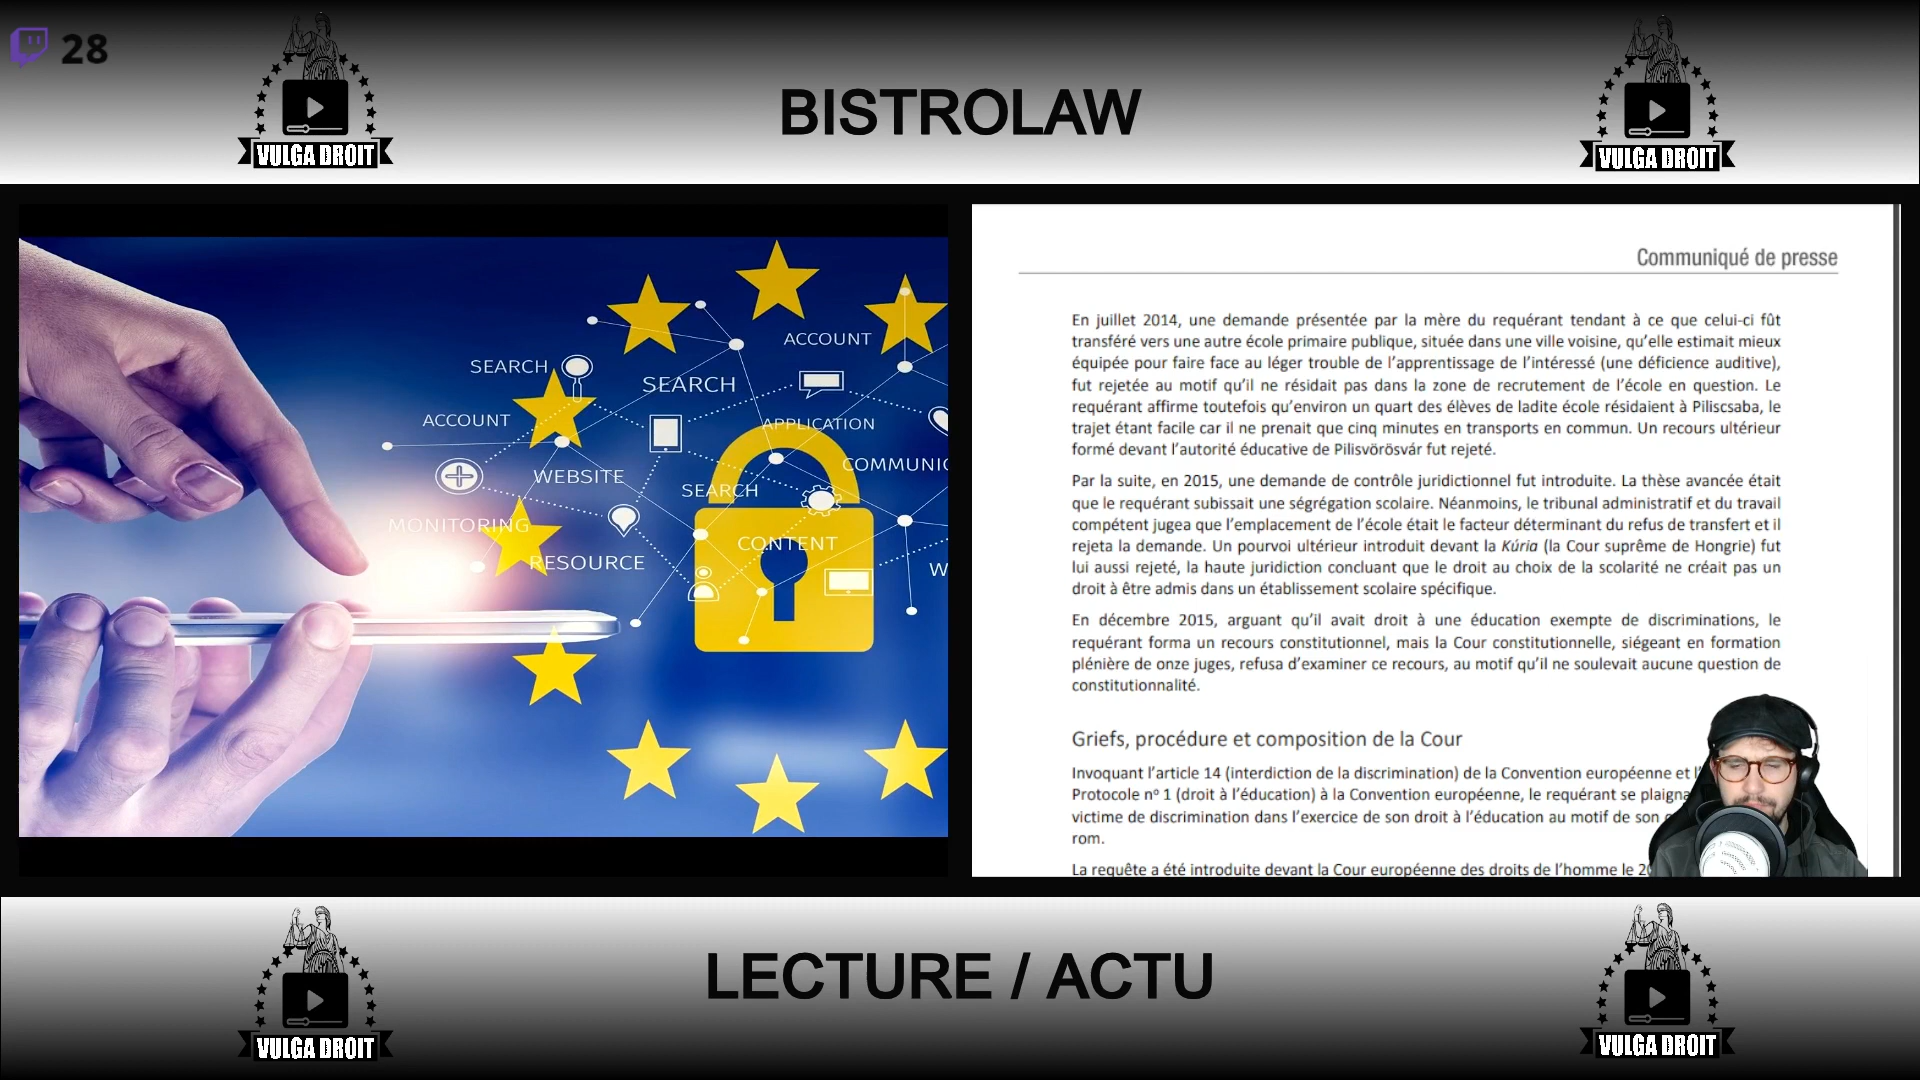 28
BISTROLAW
VULGA DROIT
VULGA DROIT
SEARCH
ACCOUNT
SEARCH
ACCOUNT
APPLICATION
WEBSITE
SEARCH
MONITORING
CONTENT
RESOURCE
Communiqué de presse
En juillet 2014, une demande présentée par la mère du requérant tendant à ce que celui-ci fût
transféré vers une autre école primaire publique, située dans une ville voisine, qu’elle estimait mieux
équipée pour faire face au léger trouble de l’apprentissage de l’intéressé (une déficience auditive),
fut rejetée au motif qu’il ne résidait pas dans la zone de recrutement de l’école en question. Le
requérant affirme toutefois qu’environ un quart des élèves de ladite école résidaient à Piliscsaba, le
trajet étant facile car il ne prenait que cinq minutes en transports en commun. Un recours ultérieur
formé devant l’autorité éducative de Pilisvörösvár fut rejeté.
Par la suite, en 2015, une demande de contrôle juridictionnel fut introduite. La thèse avancée était
que le requérant subissait une ségrégation scolaire. Néanmoins, le tribunal administratif et du travail
compétent jugea que l’emplacement de l’école était le facteur déterminant du refus de transfert et il
rejeta la demande. Un pourvoi ultérieur introduit devant la Kúria (la Cour suprême de Hongrie) fut
lui aussi rejeté, la haute juridiction concluant que le droit au choix de la scolarité ne créait pas un
droit à être admis dans un établissement scolaire spécifique.
En décembre 2015, arguant qu’il avait droit à une éducation exempte de discriminations, le
requérant forma un recours constitutionnel, mais la Cour constitutionnelle, siégeant en formation
plénière de onze juges, refusa d’examiner ce recours, au motif qu’il ne soulevait aucune question de
constitutionnalité.
Griefs, procédure et composition de la Cour
Invoquant l’article 14 (interdiction de la discrimination) de la Convention européenne et
Protocole nº 1 (droit à l’éducation) à la Convention européenne, le requérant se
victime de discrimination dans l’exercice de son droit à l’éducation au motif de son
rom.
La requête a été introduite devant la Cour européenne des droits de l’homme le
LECTURE / ACTU
VULGA DROIT
VULGA DROIT